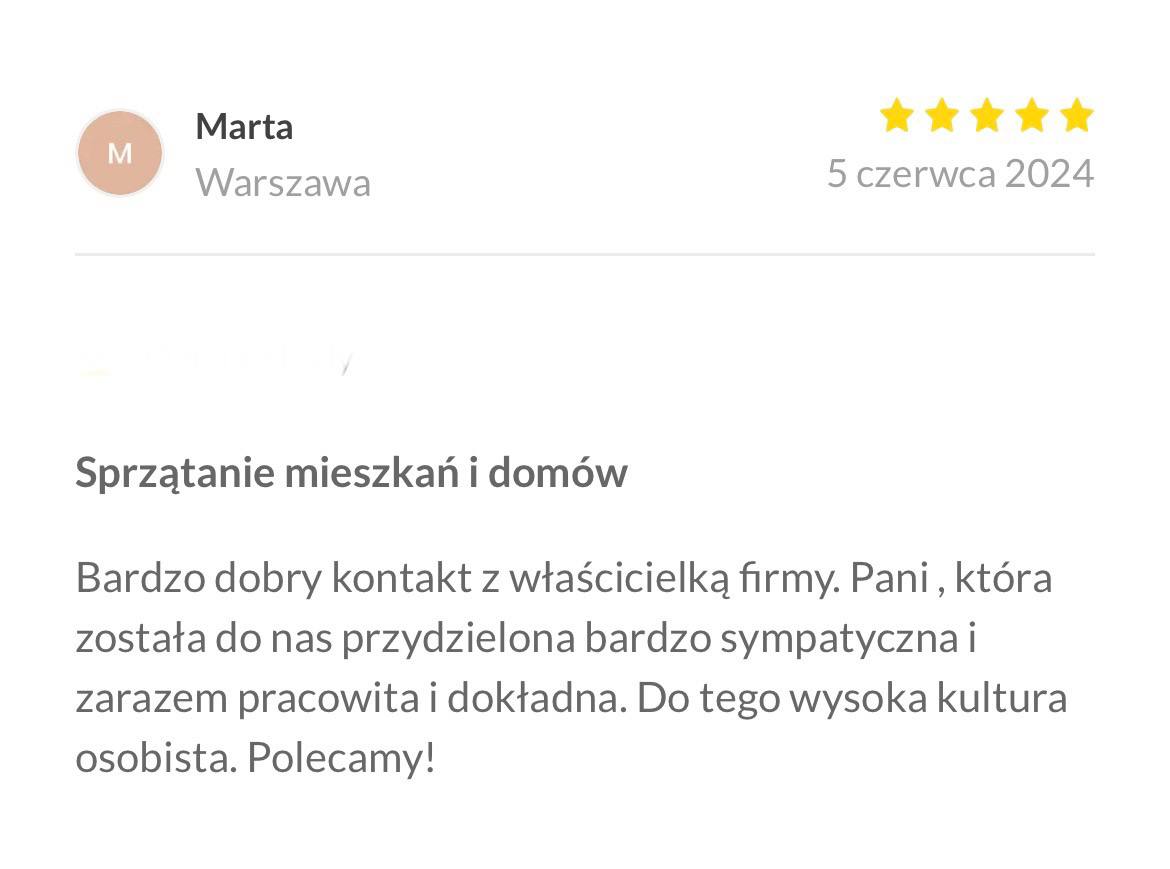 M
Marta
Warszawa
5 czerwca 2024
Sprzątanie mieszkań i domów
Bardzo dobry kontakt z właścicielką firmy. Pani , która
została do nas przydzielona bardzo sympatyczna i
zarazem pracowita i dokładna. Do tego wysoka kultura
osobista. Polecamy!